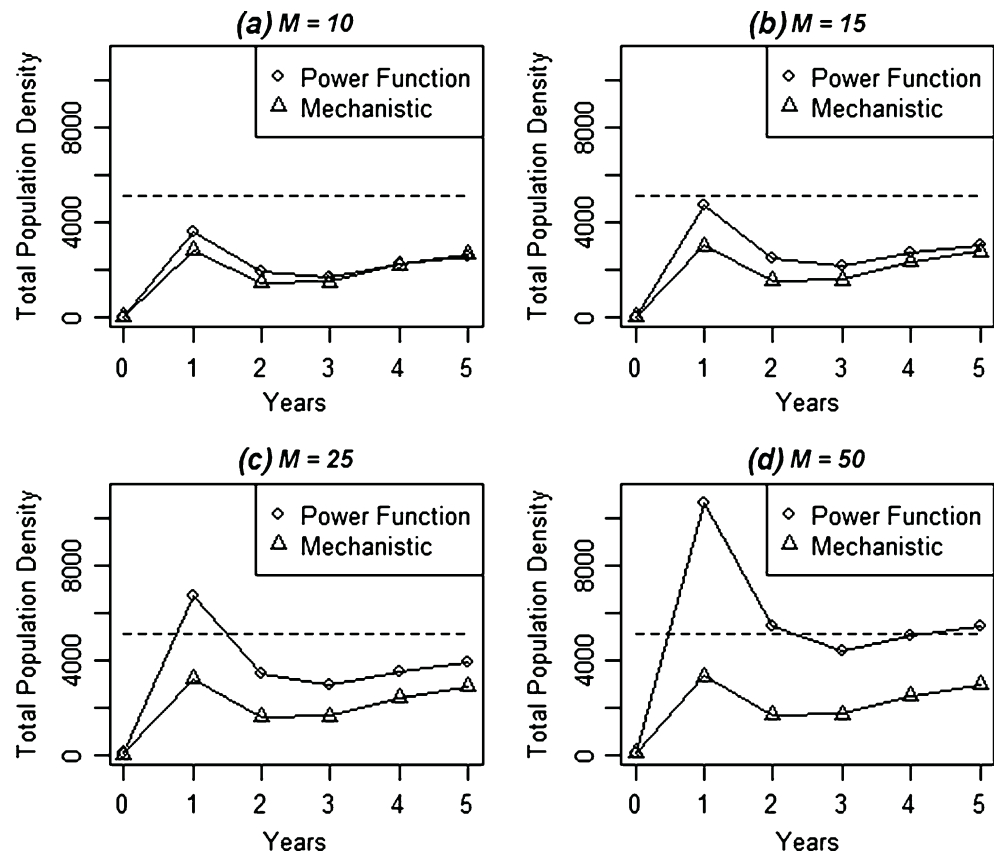 (a) M = 10
Total Population Density
8000
4000
0
Power Function
Mechanistic
0 1 2 3 4 5
Years
(b) M = 15
Total Population Density
8000
4000
0
Power Function
Mechanistic
0 1 2 3 4 5
Years
(c) M = 25
Total Population Density
8000
4000
0
Power Function
Mechanistic
0 1 2 3 4 5
Years
(d) M = 50
Total Population Density
8000
4000
0
Power Function
Mechanistic
0 1 2 3 4 5
Years